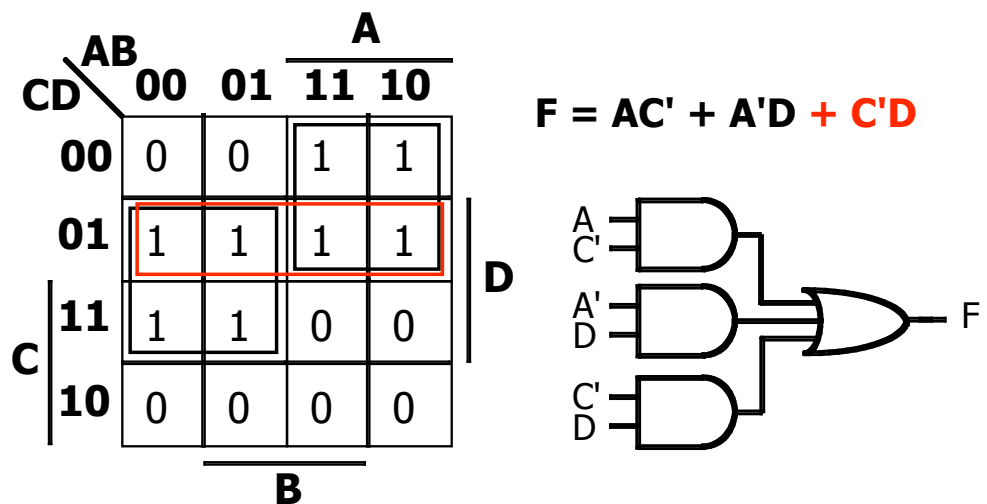 A
AB
CD
00 01 11 10
00 0 0 1 1
01 1 1 1 1
11 1 1 0 0
10 0 0 0 0
D
C
B
F = AC' + A'D + C'D
A
C'
A'
D
C'
D
F